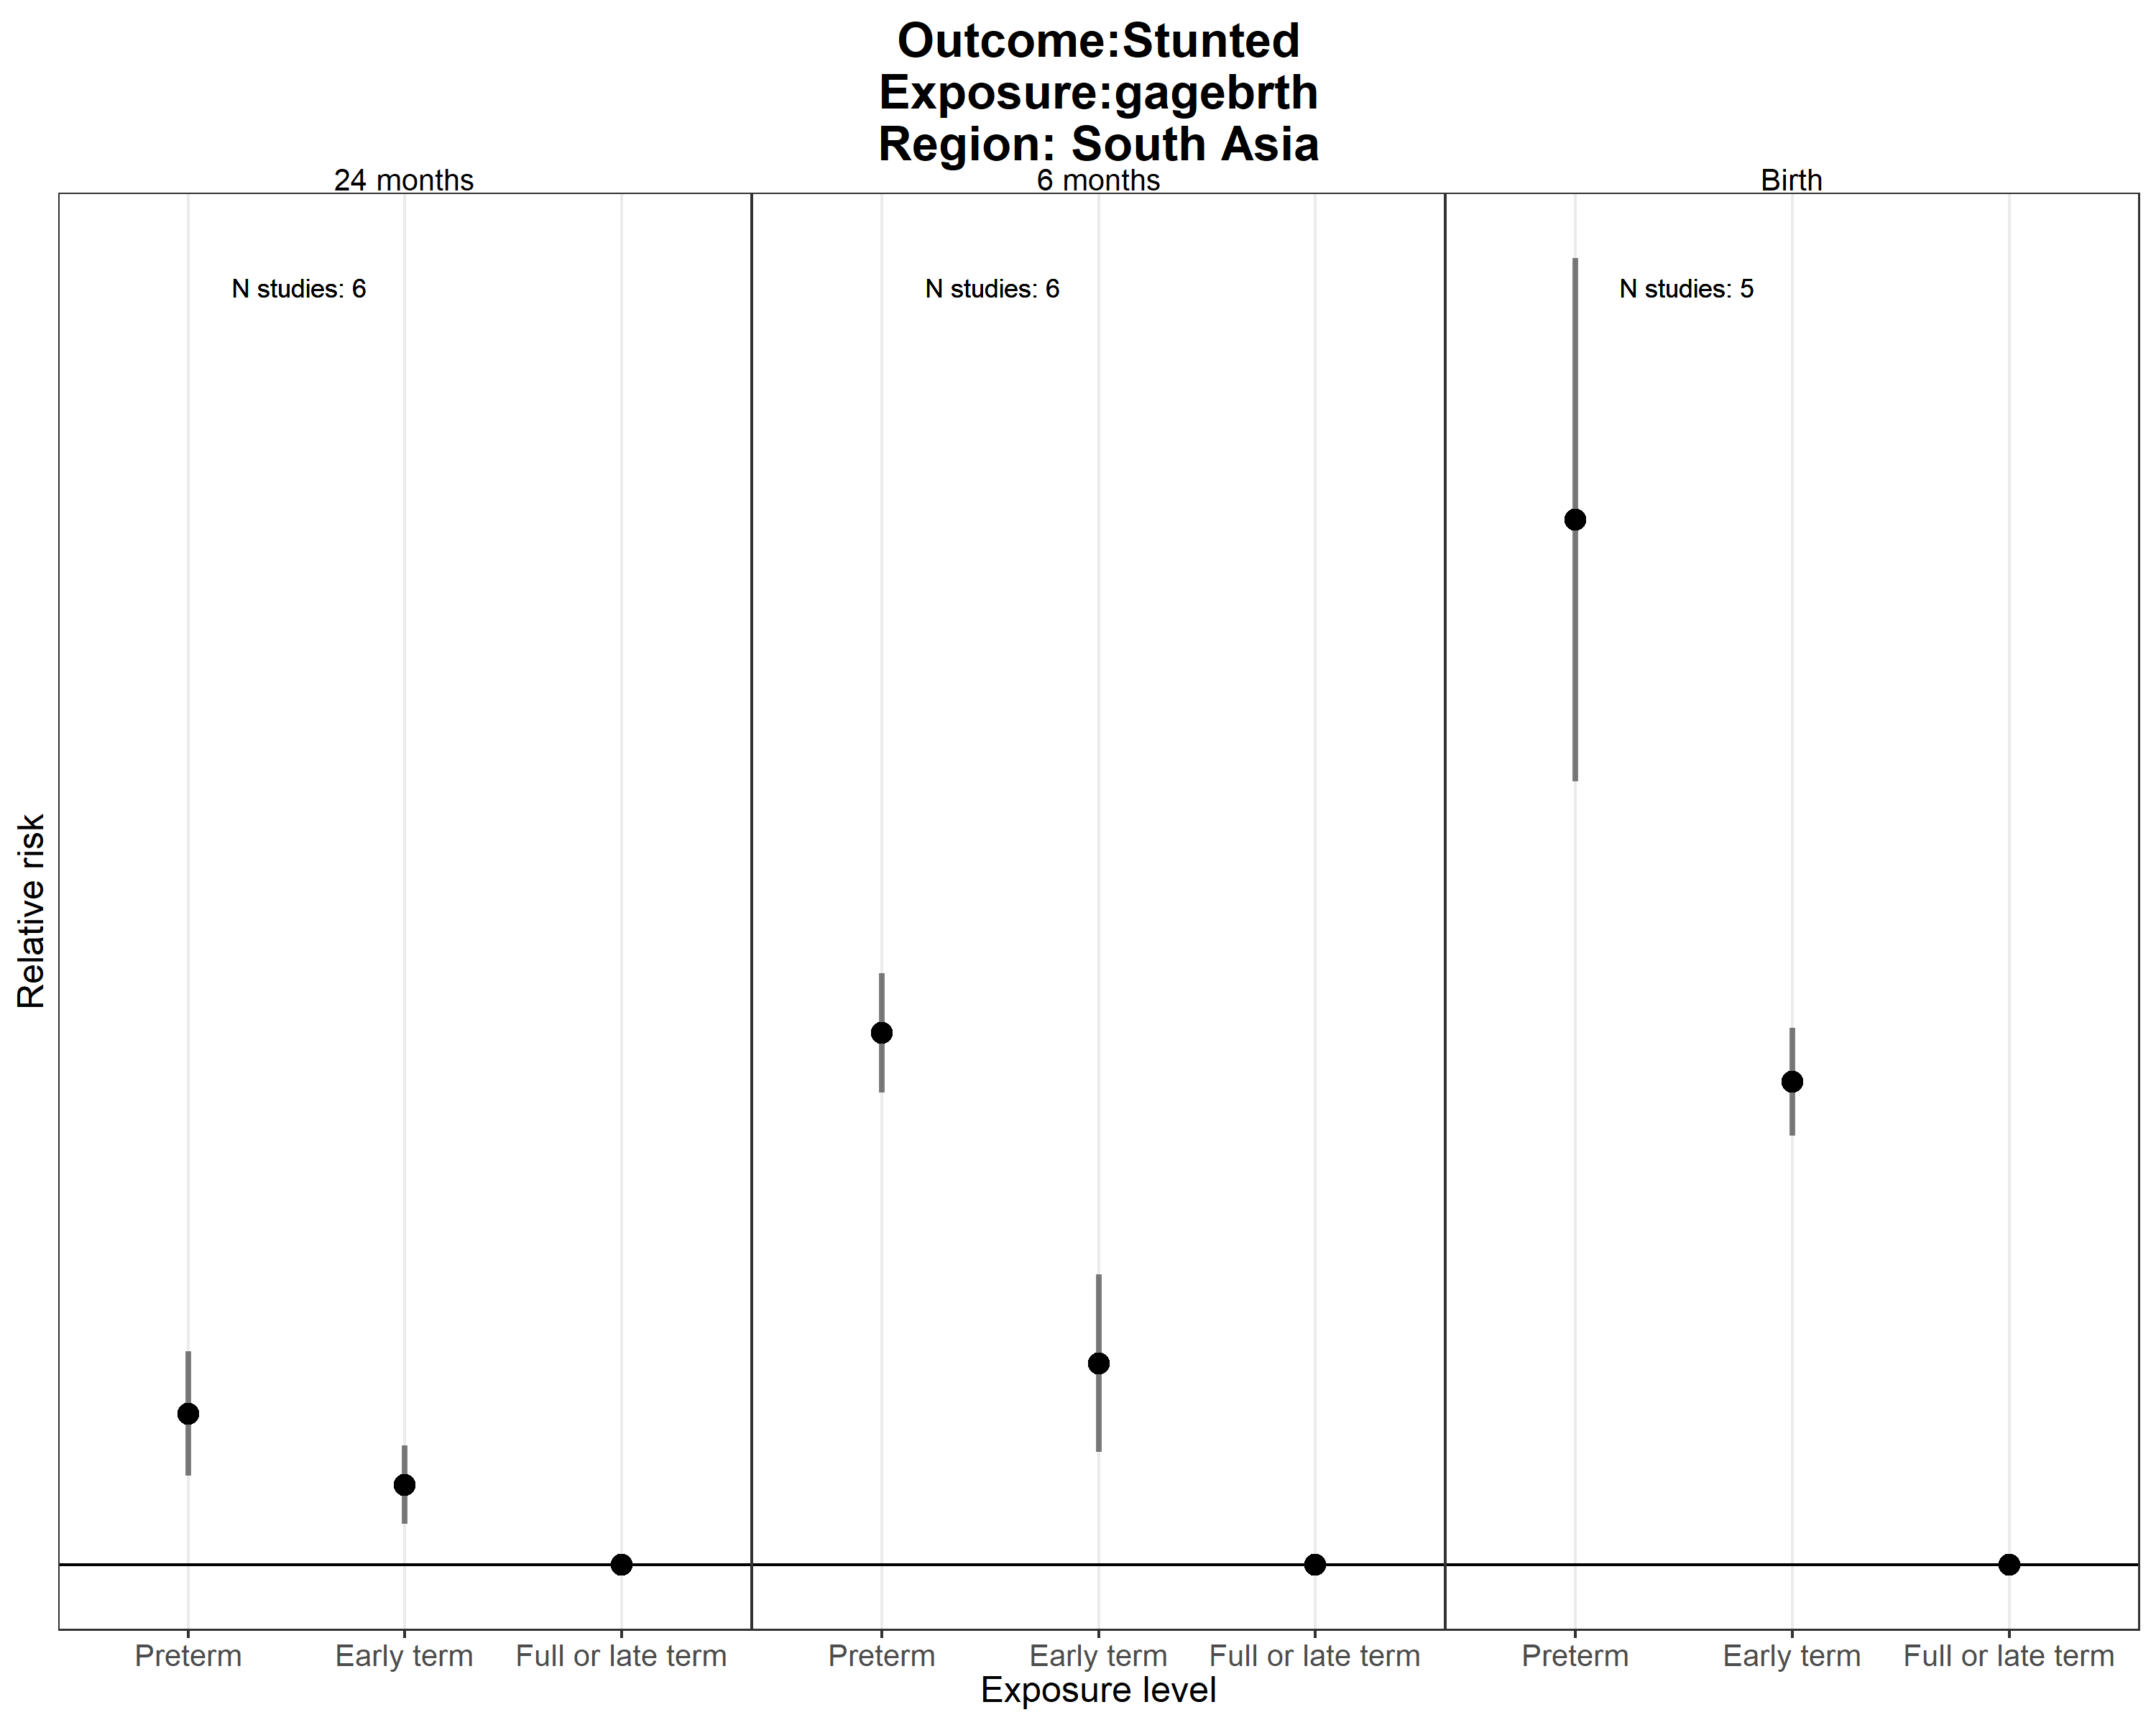 Outcome:Stunted
Exposure:gagebrth
Region: South Asia
24 months
6 months
Birth
N studies: 6
N studies: 6
N studies: 5
Relative risk
Preterm
Early term
Full or late term
Preterm
Early term
Full or late term
Preterm
Early term
Full or late term
Exposure level